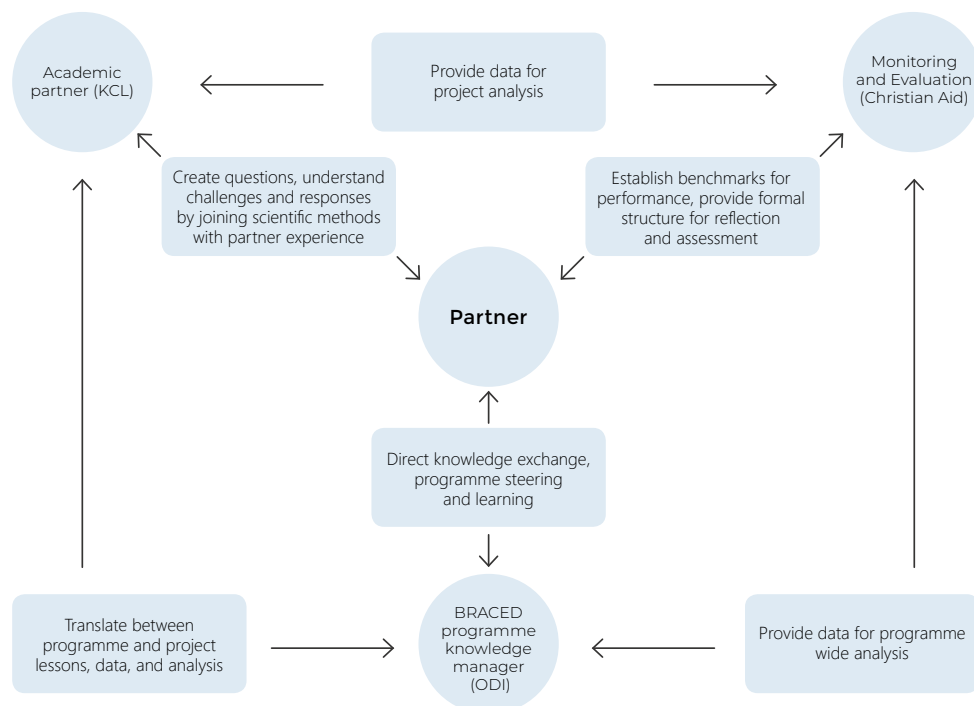 Academic
partner (KCL)
Provide data for
project analysis
Monitoring
and Evaluation
(Christian Aid)
Create questions, understand
challenges and responses
by joining scientific methods
with partner experience
Establish benchmarks for
performance, provide formal
structure for reflection
and assessment
Partner
Direct knowledge exchange,
programme steering
and learning
Translate between
programme and project
lessons, data, and analysis
BRACED
programme
knowledge
manager
(ODI)
Provide data for programme
wide analysis